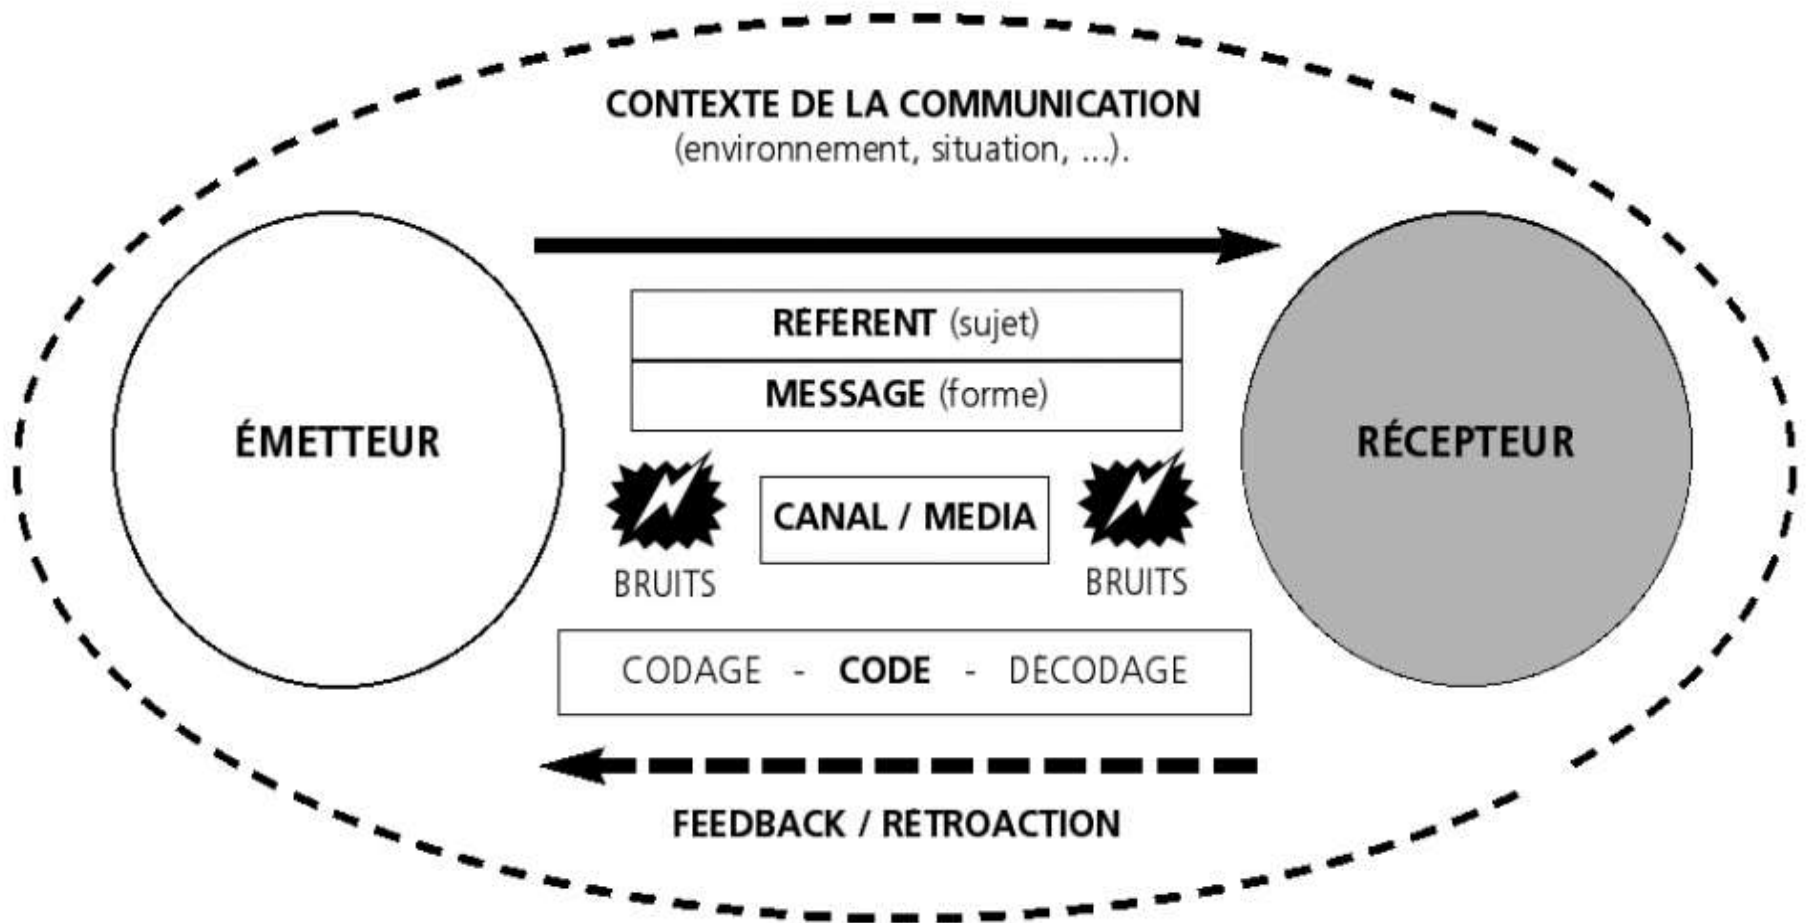 CONTEXTE DE LA COMMUNICATION
(environnement, situation, ...).
RÉFÉRENT (sujet)
MESSAGE (forme)
ÉMETTEUR
RÉCEPTEUR
CANAL / MEDIA
BRUITS
BRUITS
CODAGE - CODE - DÉCODAGE
FEEDBACK / RÉTROACTION